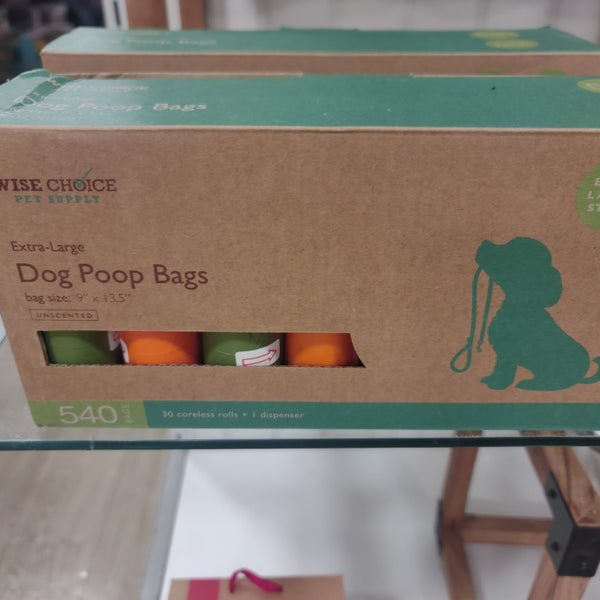 Poop Bags
Dog Poop Bags
WISE CHOICE
PET SUPPLY
Extra-Large
Dog Poop Bags
bag size: 9" x 13.5"
UNSCENTED
540 BAGS
30 coreless rolls + 1 dispenser